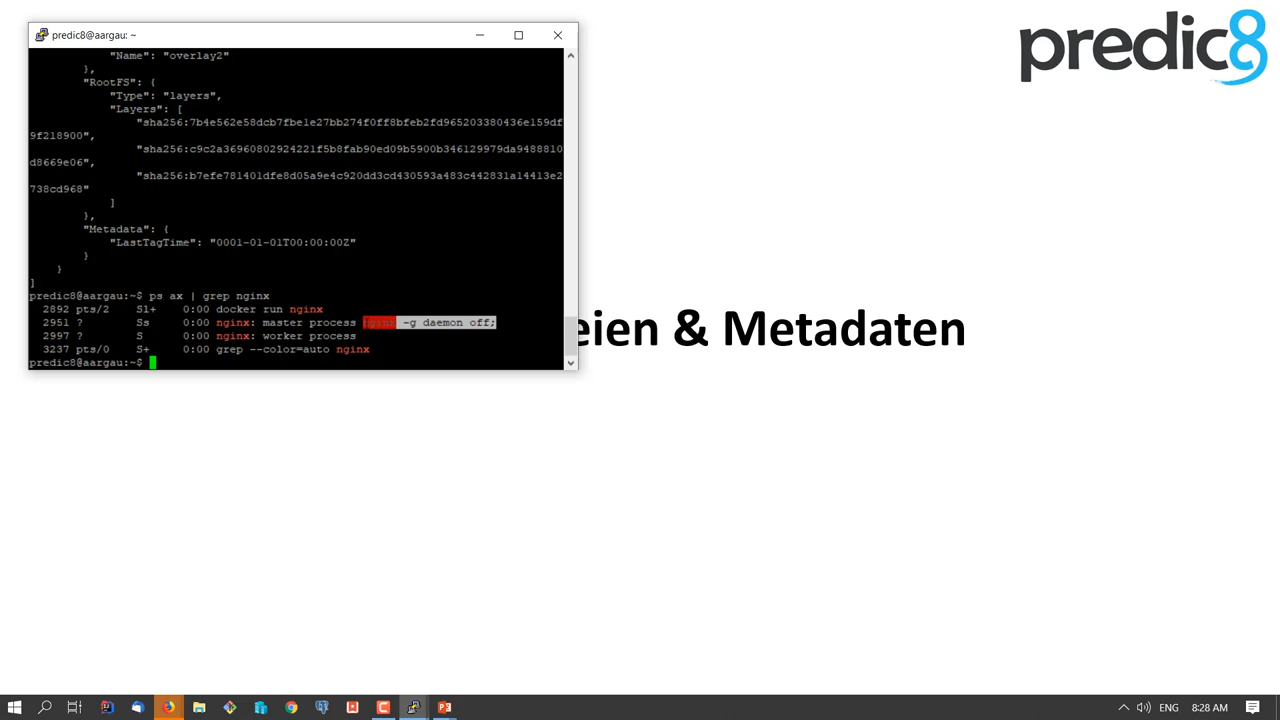 predic8@aargau: ~
"Name": "overlay2"
},
"RootFS": {
"Type": "layers",
"Layers": [
"sha256:7b4e562e58dcb7fbe1e27bb274f0ff8bfeb2fd965203380436e159df
9f218900",
"sha256:c9c2a36960802924221f5b8fab90ed09b5900b346129979da9488810
d8669e06",
"sha256:b7efe781401dfe8d05a9e4c920dd3cd430593a483c442831a14413e2
738cd968"
]
},
"Metadata": {
"LastTagTime": "0001-01-01T00:00:00Z"
}
}
]
predic8@aargau:~$ ps ax | grep nginx
2892 pts/2 Sl+ 0:00 docker run nginx
2951 ? Ss 0:00 nginx: master process nginx -g daemon off;
2997 ? S 0:00 nginx: worker process
3237 pts/0 S+ 0:00 grep --color=auto nginx
predic8@aargau:~$
predic8
eien & Metadaten
ENG 8:28 AM